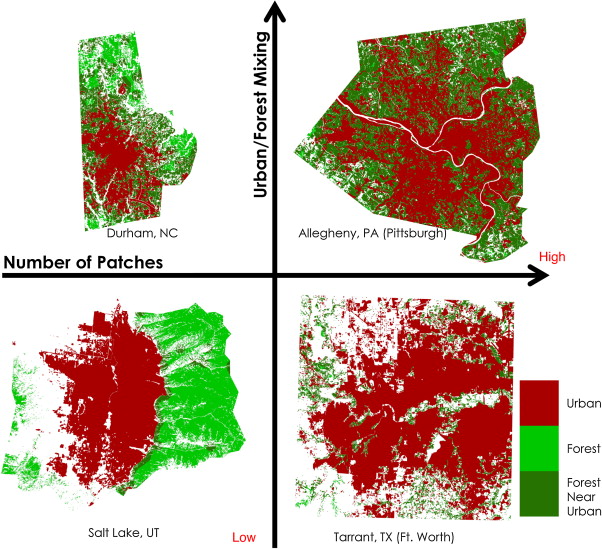 Urban/Forest Mixing
Durham, NC
Allegheny, PA (Pittsburgh)
Number of Patches
High
Urban
Forest
Forest
Near
Urban
Salt Lake, UT
Low
Tarrant, TX (Ft. Worth)